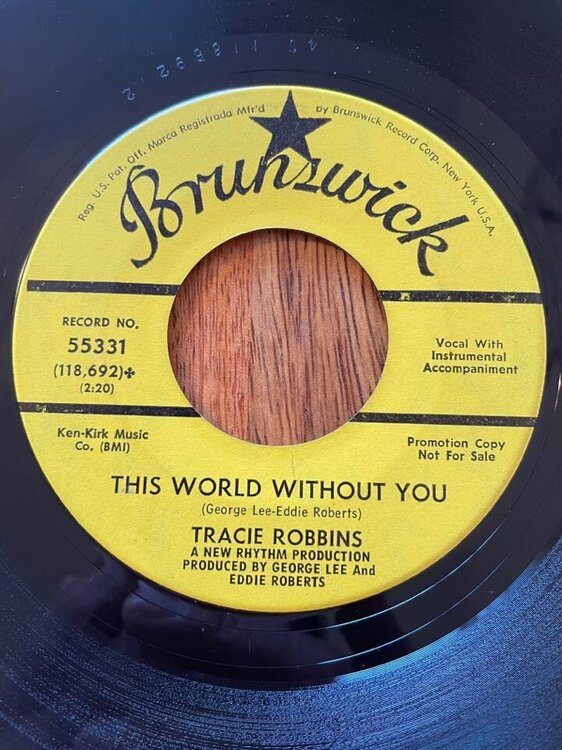 Reg. U.S. Pat. Off. Marca Registrada Mfr'd by Brunswick Record Corp. New York U.S.A.
Brunswick
RECORD NO.
55331
(118,692)✤
(2:20)
Vocal With
Instrumental
Accompaniment
Ken-Kirk Music
Co. (BMI)
Promotion Copy
Not For Sale
THIS WORLD WITHOUT YOU
(George Lee-Eddie Roberts)
TRACIE ROBBINS
A NEW RHYTHM PRODUCTION
PRODUCED BY GEORGE LEE And
EDDIE ROBERTS